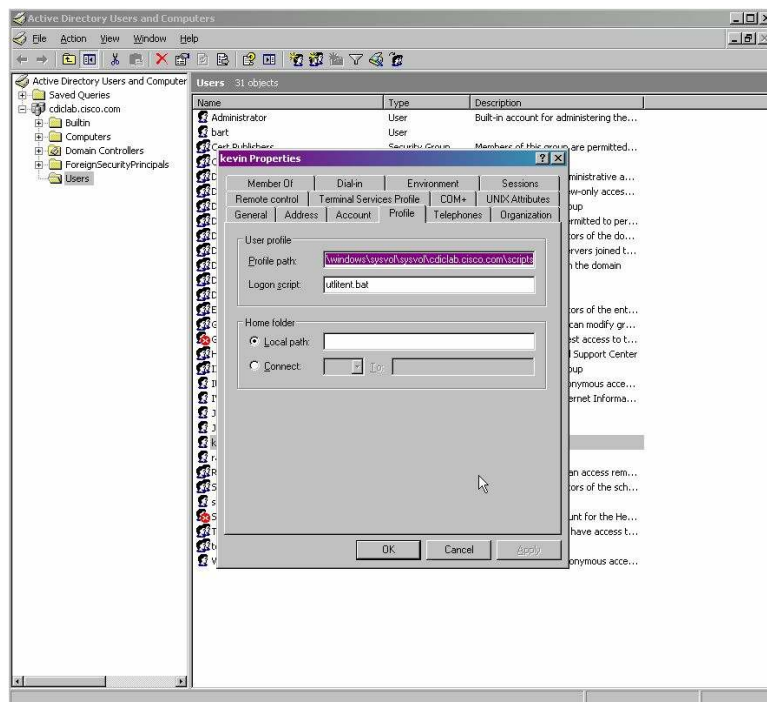 Active Directory Users and Computers
File Action View Window Help
Active Directory Users and Computer
Saved Queries
cdiclab.cisco.com
Builtin
Computers
Domain Controllers
ForeignSecurityPrincipals
Users
Users 31 objects
Name Type Description
Administrator User Built-in account for administering the...
bart User
Cert Publishers Security Group Members of this group are permitted...
kevin Properties
Member Of Dial-in Environment Sessions
Remote control Terminal Services Profile COM+ UNIX Attributes
General Address Account Profile Telephones Organization
User profile
Profile path: \windows\sysvol\sysvol\cdiclab.cisco.com\scripts
Logon script: utlitent.bat
Home folder
Local path:
Connect: To:
OK Cancel Apply
ministrative a...
ew-only acces...
oup
ermitted to per...
tors of the do...
rvers joined t...
n the domain
tors of the ent...
can modify gr...
est access to t...
l Support Center
oup
onymous acce...
ernet Informa...
an access rem...
tors of the sch...
unt for the He...
have access t...
onymous acce...